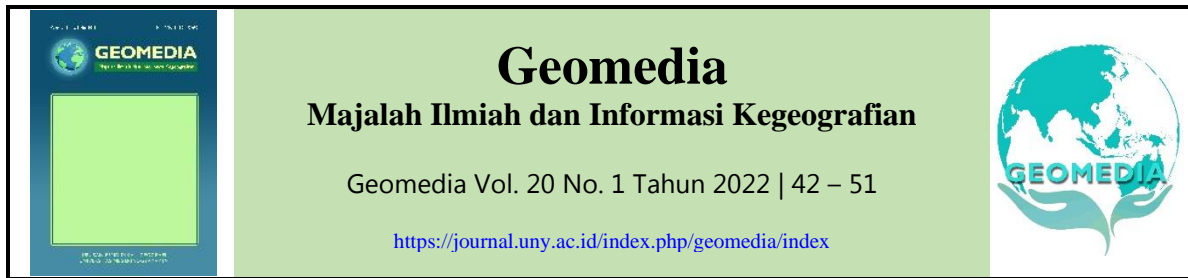 GEOMEDIA
Geomedia
Majalah Ilmiah dan Informasi Kegeografian
Geomedia Vol. 20 No. 1 Tahun 2022 | 42 – 51
https://journal.uny.ac.id/index.php/geomedia/index
GEOMEDIA